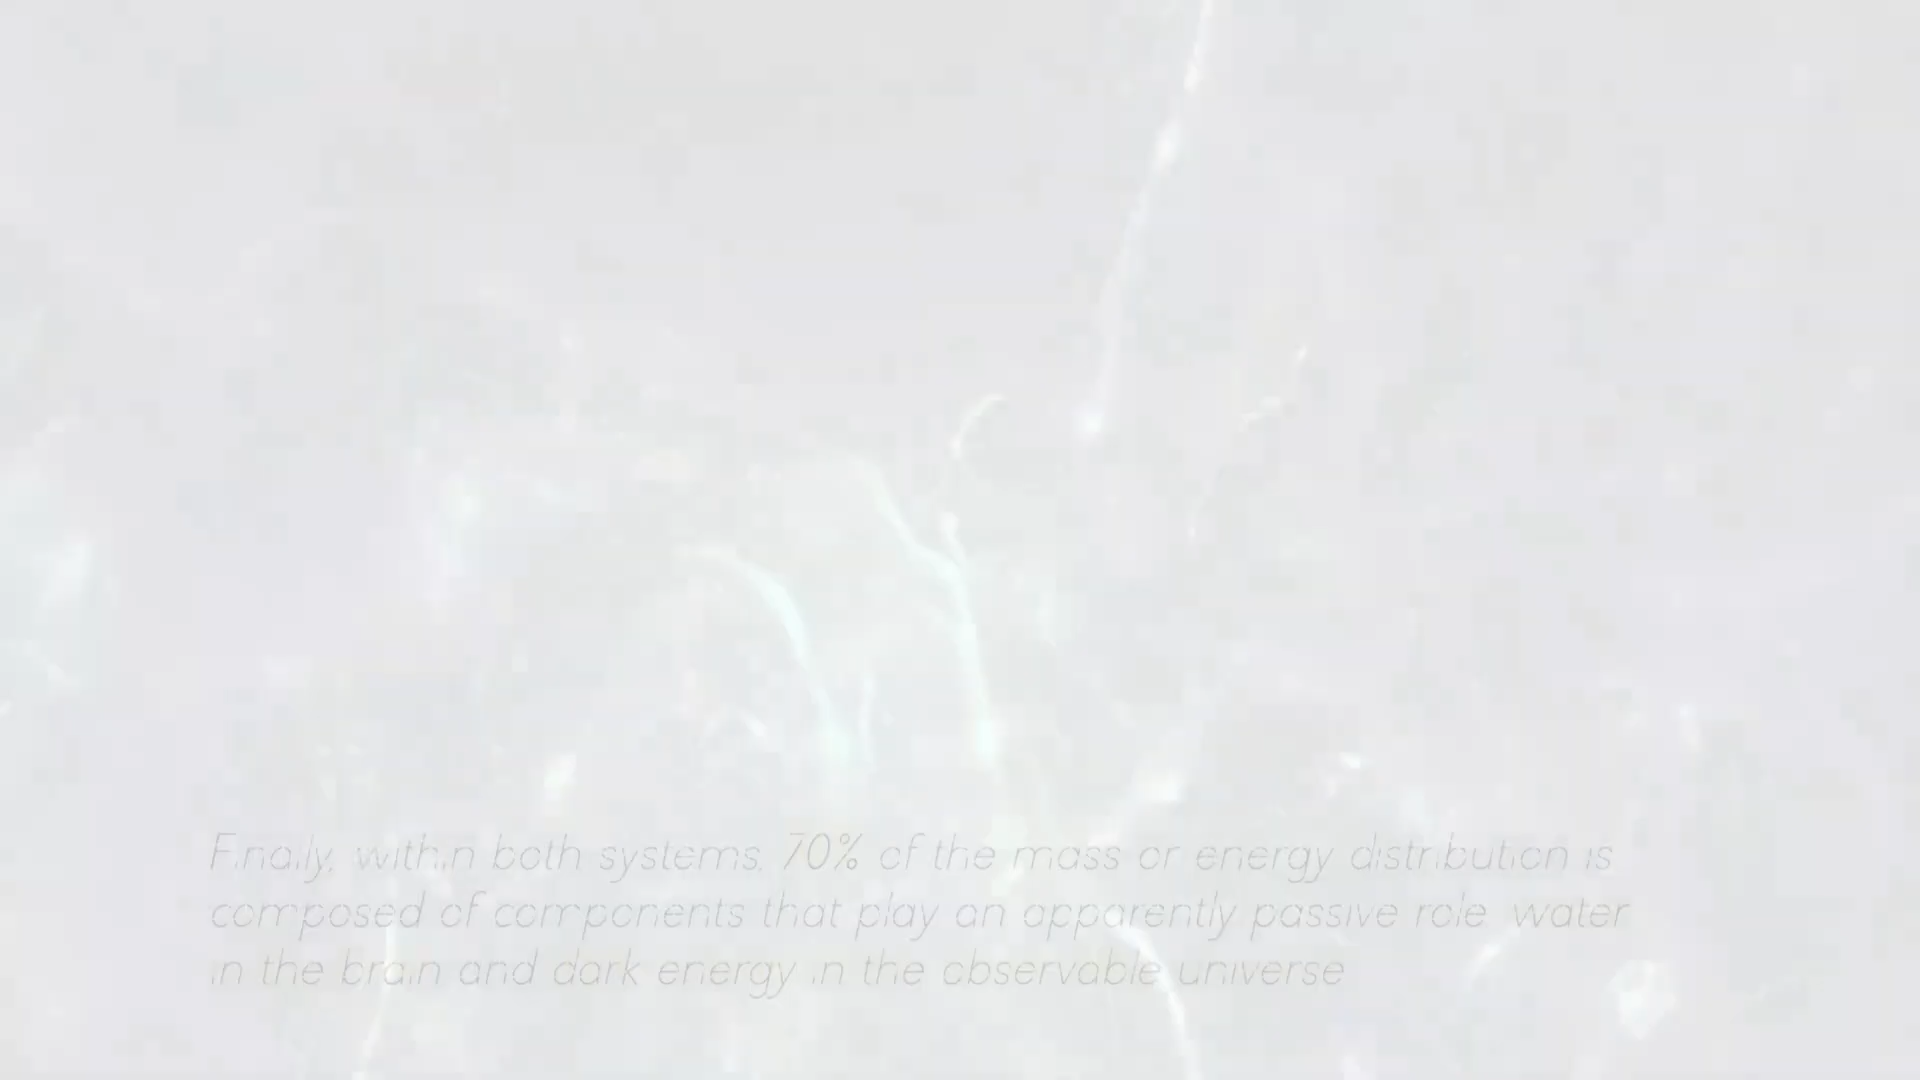 Finally, within both systems, 70% of the mass or energy distribution is
composed of components that play an apparently passive role water
in the brain and dark energy in the observable universe